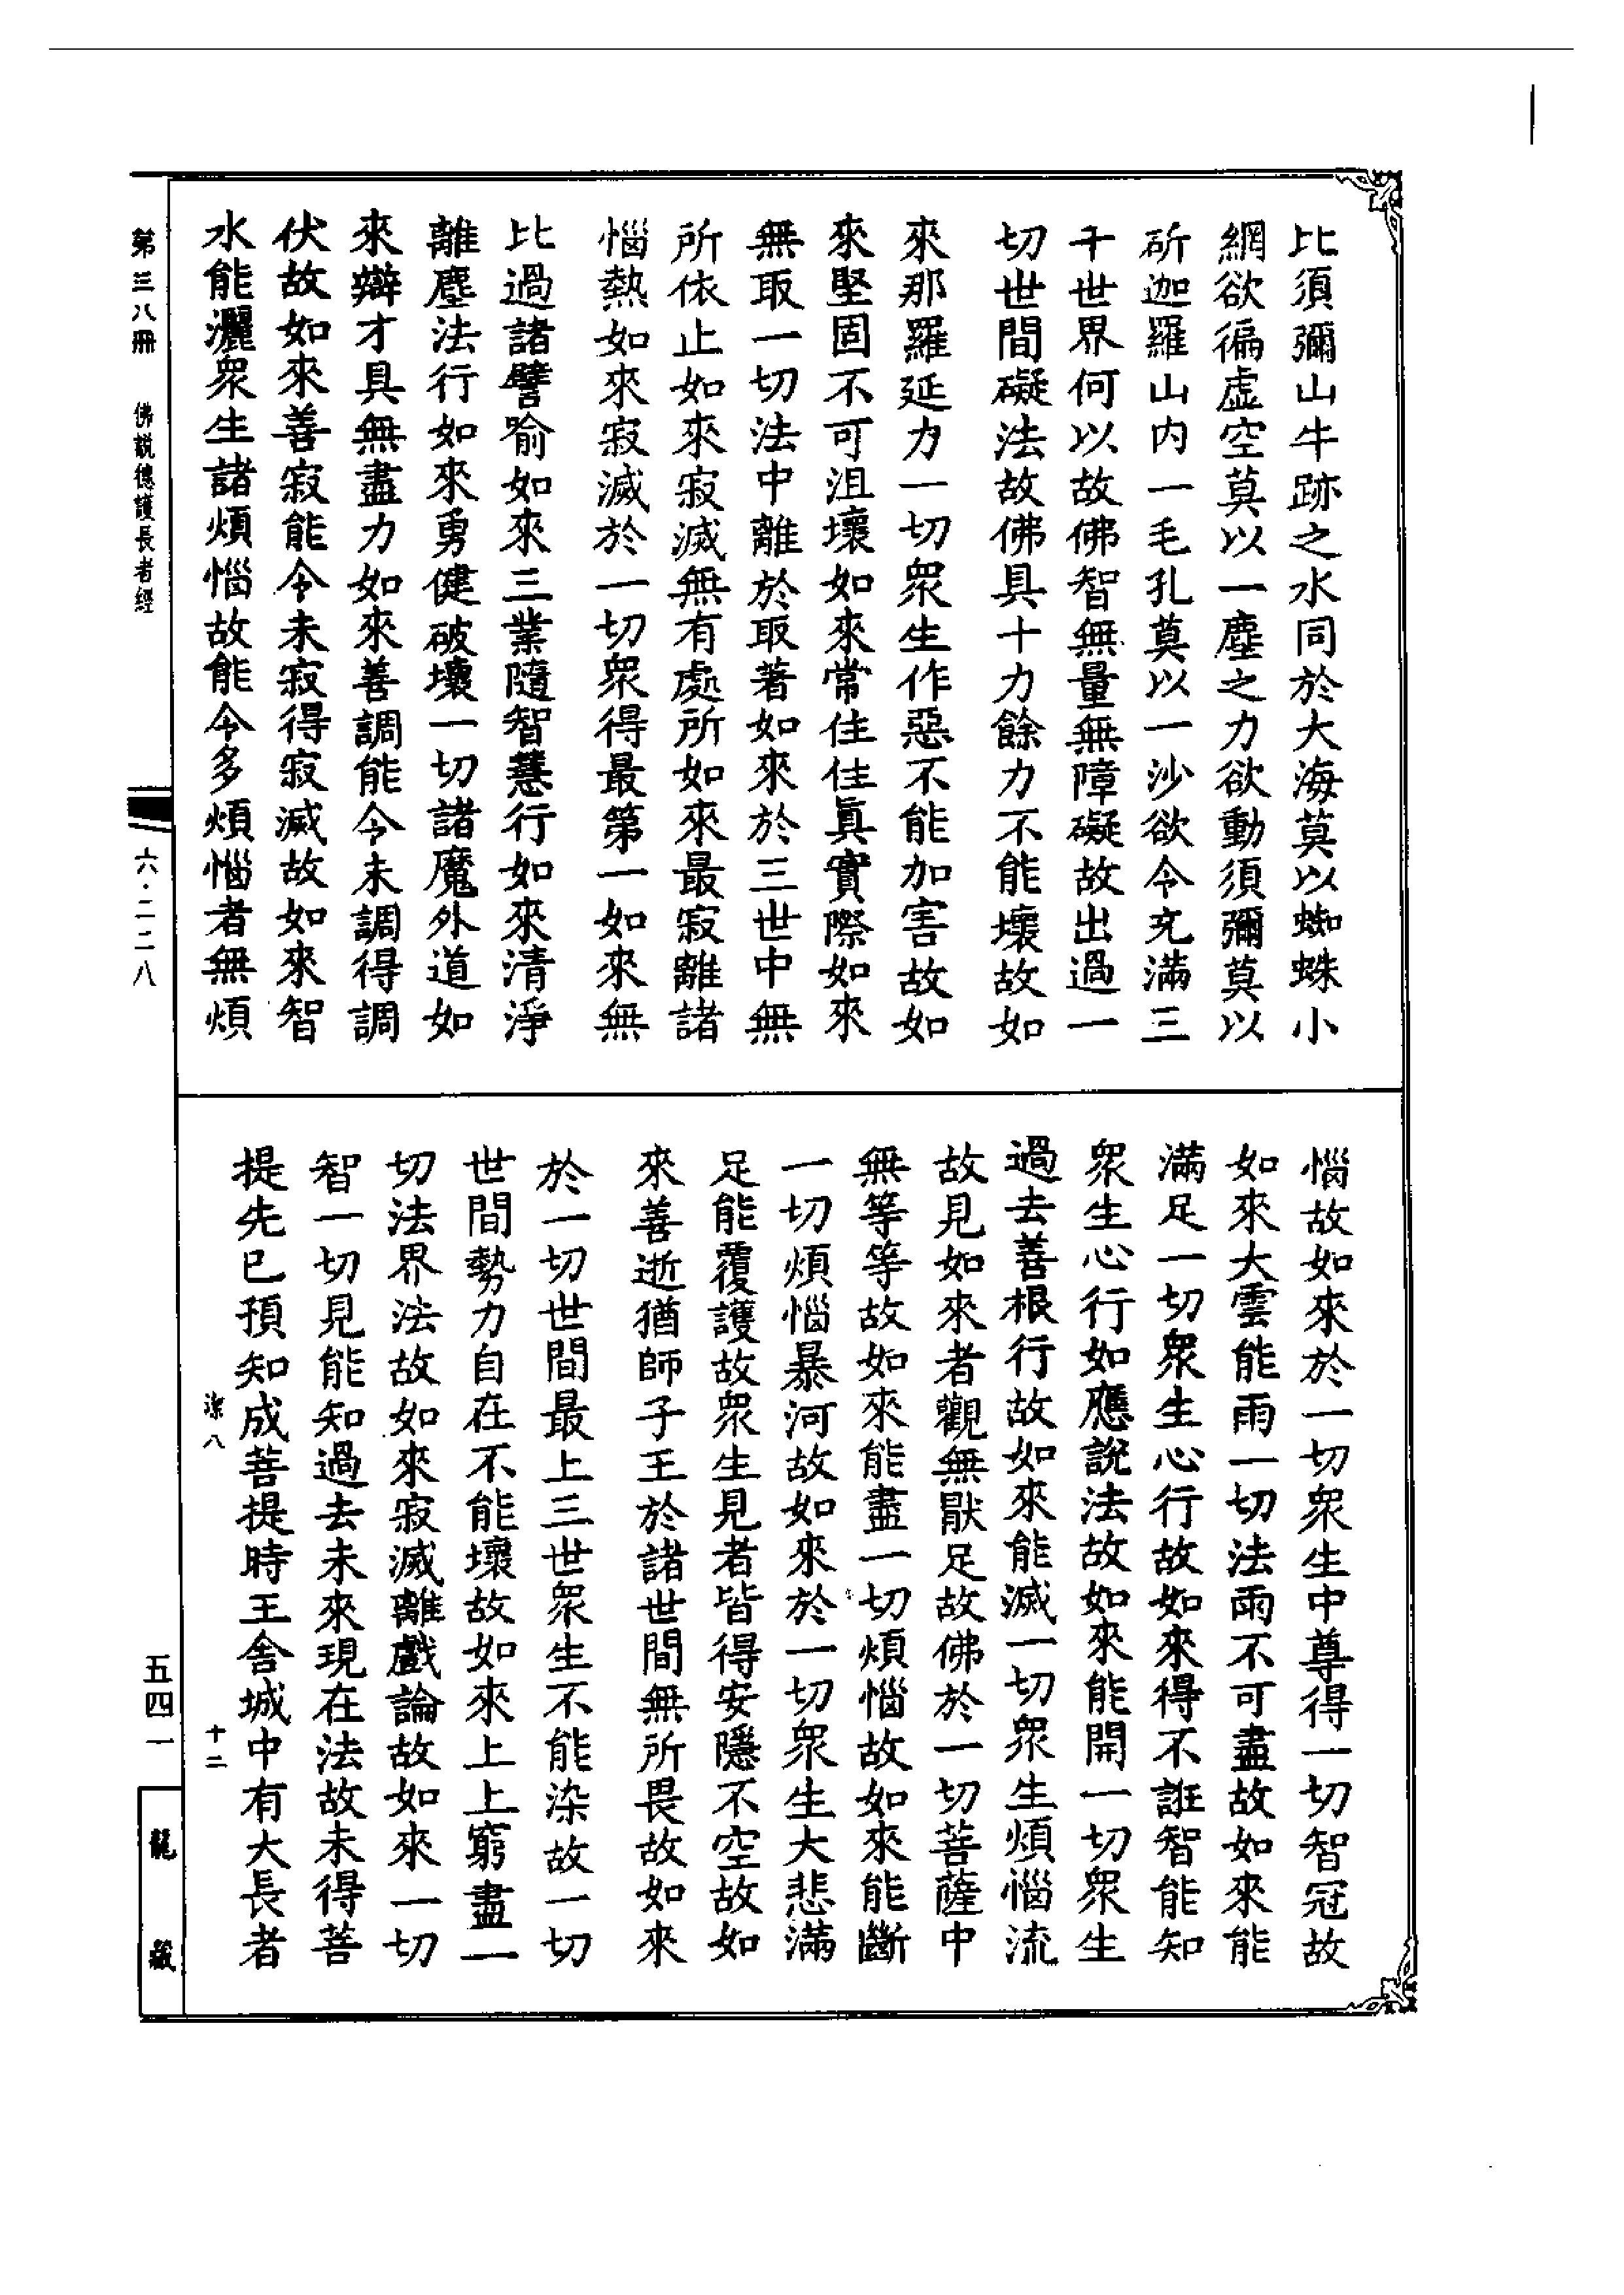 比須彌山牛跡之水同於大海莫以蜘蛛小
網欲徧虛空莫以一塵之力欲動須彌莫以
斫迦羅山內一毛孔莫以一沙欲令充滿三
千世界何以故佛智無量無障礙故出過一
切世間礙法故佛具十力餘力不能壞故如
來那羅延力一切衆生作惡不能加害故如
來堅固不可沮壞如來常住住眞實際如來
無取一切法中離於取著如來於三世中無
所依止如來寂滅無有處所如來最寂離諸
惱熱如來寂滅於一切衆得最第一如來無
比過諸譬喻如來三業隨智慧行如來清淨
離塵法行如來勇健破壞一切諸魔外道如
來辯才具無盡力如來善調能令未調得調
伏故如來善寂能令未寂得寂滅故如來智
水能灑衆生諸煩惱故能令多煩惱者無煩
惱故如來於一切衆生中尊得一切智冠故
如來大雲能雨一切法雨不可盡故如來能
滿足一切衆生心行故如來得不誑智能知
衆生心行如應說法故如來能開一切衆生
過去善根行故如來能滅一切衆生煩惱流
故見如來者觀無猒足故佛於一切菩薩中
無等等故如來能盡一切煩惱故如來能斷
一切煩惱暴河故如來於一切衆生大悲滿
足能覆護故衆生見者皆得安隱不空故如
來善逝猶師子王於諸世間無所畏故如來
於一切世間最上三世衆生不能染故一切
世間勢力自在不能壞故如來上上窮盡一
切法界法故如來寂滅離戲論故如來一切
智一切見能知過去未來現在法故未得菩
提先已預知成菩提時王舍城中有大長者
潔八
十二
第三八冊
佛說德護長者經
六·二二八
五四一
龍藏